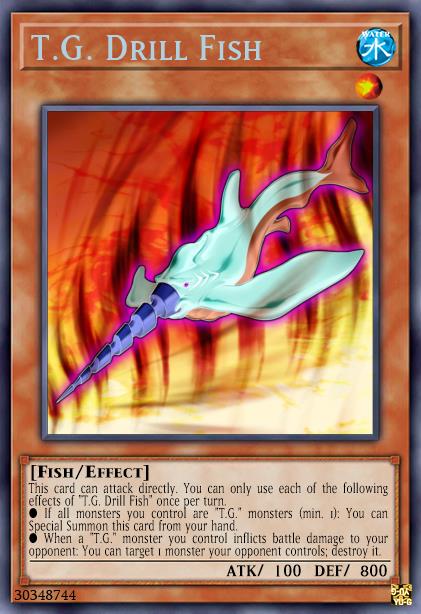 T.G. Drill Fish
WATER
水
[Fish/Effect]
This card can attack directly. You can only use each of the following
effects of "T.G. Drill Fish" once per turn.
● If all monsters you control are "T.G." monsters (min. 1): You can
Special Summon this card from your hand.
● When a "T.G." monster you control inflicts battle damage to your
opponent: You can target 1 monster your opponent controls; destroy it.
ATK/ 100 DEF/ 800
30348744